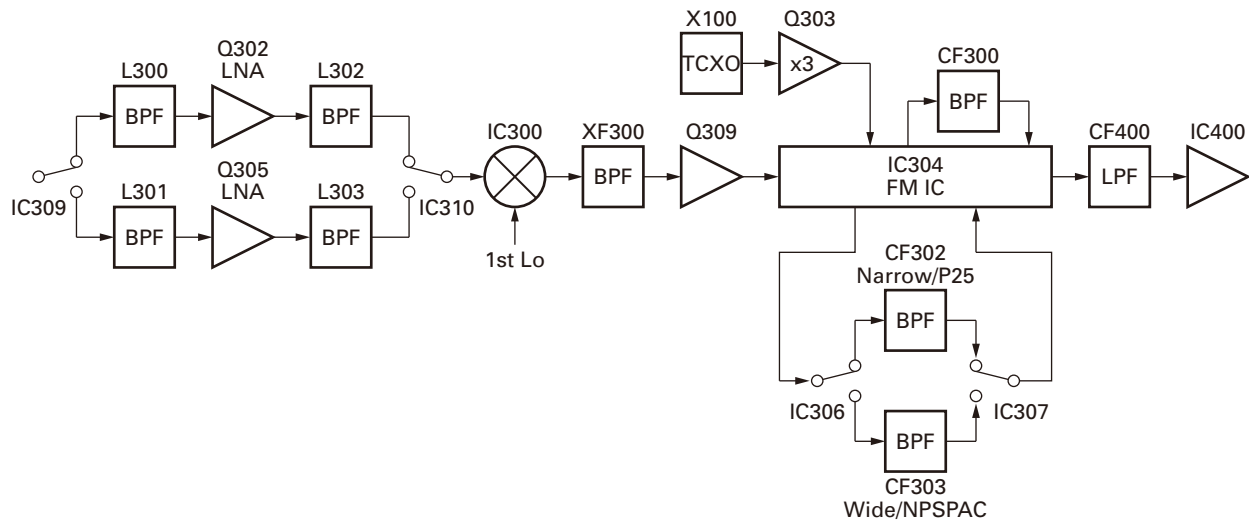 X100
Q303
TCXO
x3
CF300
BPF
L300
Q302
LNA
L302
BPF
BPF
IC309
L301
Q305
LNA
L303
BPF
BPF
IC310
IC300
1st Lo
XF300
BPF
Q309
IC304
FM IC
CF400
LPF
IC400
CF302
Narrow/P25
BPF
IC306
IC307
BPF
CF303
Wide/NPSPAC